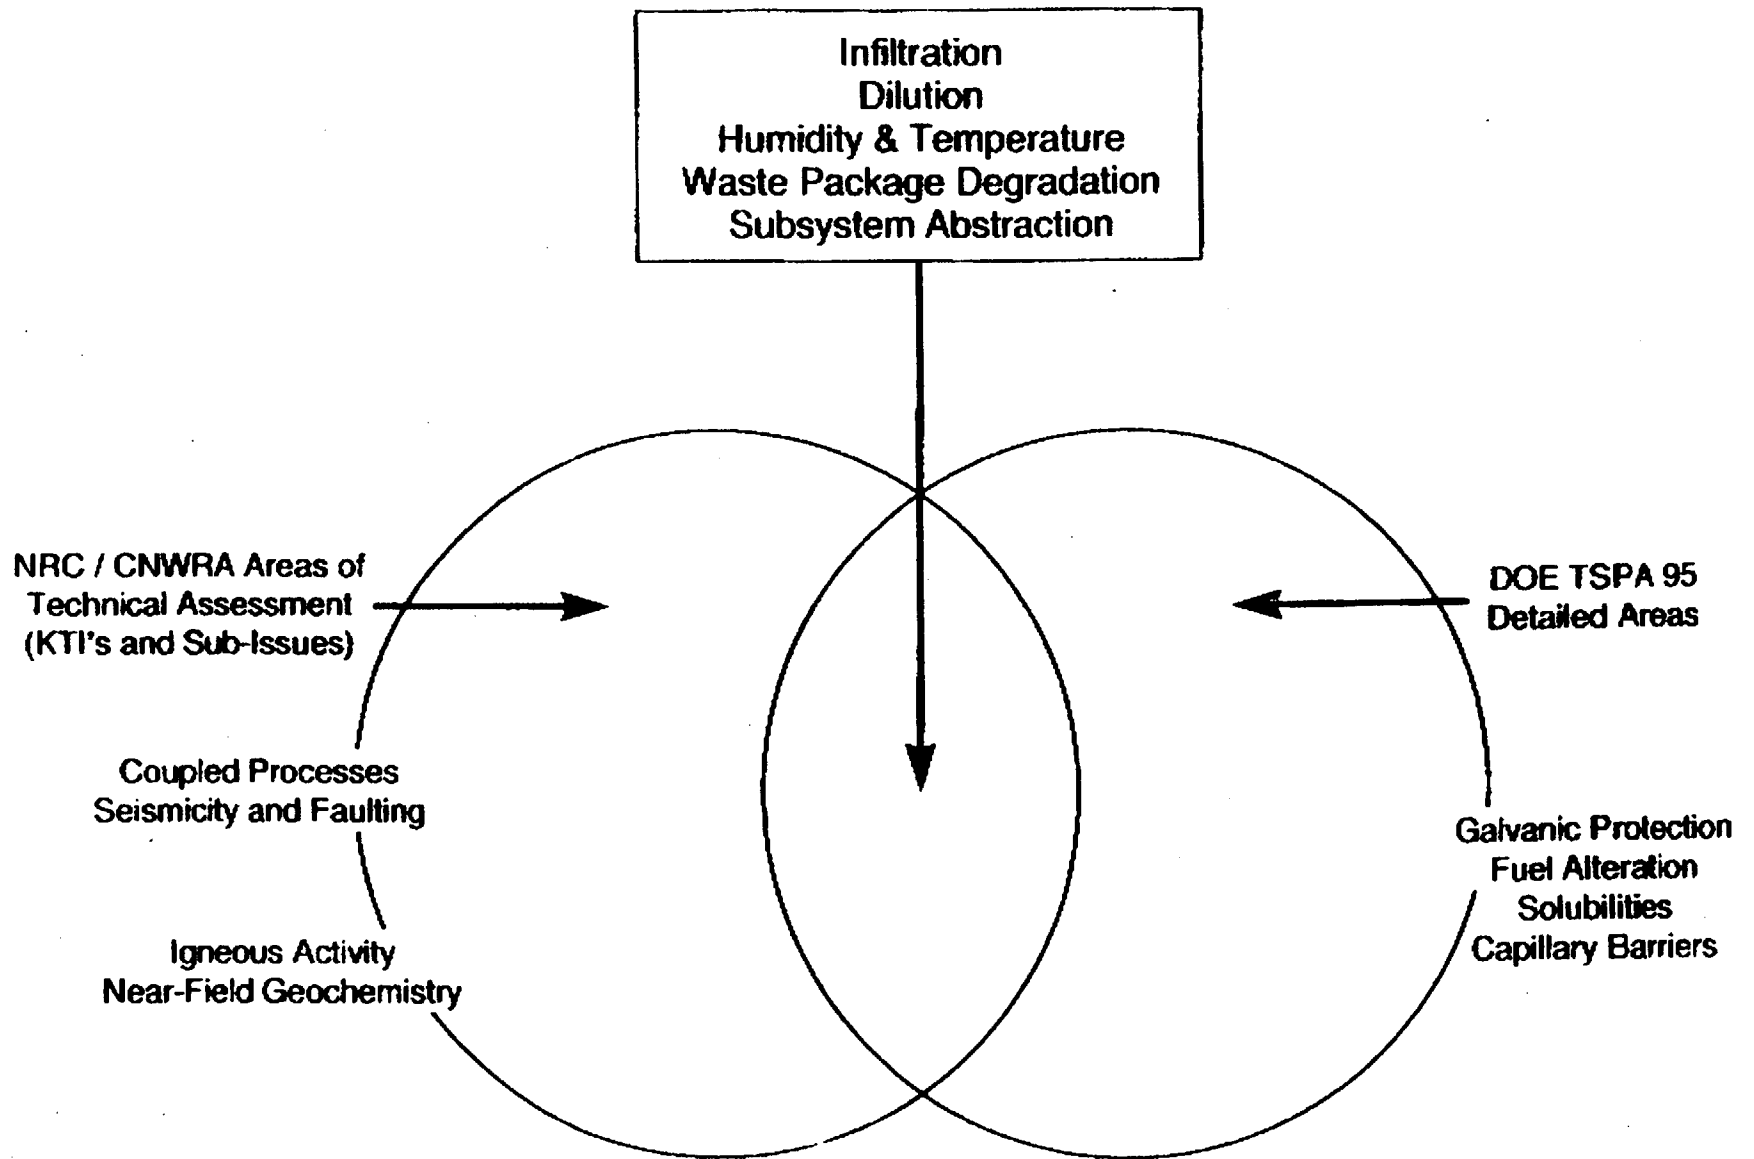 Infiltration
Dilution
Humidity & Temperature
Waste Package Degradation
Subsystem Abstraction
NRC / CNWRA Areas of
Technical Assessment
(KTI's and Sub-Issues)
DOE TSPA 95
Detailed Areas
Coupled Processes
Seismicity and Faulting
Galvanic Protection
Fuel Alteration
Solubilities
Capillary Barriers
Igneous Activity
Near-Field Geochemistry